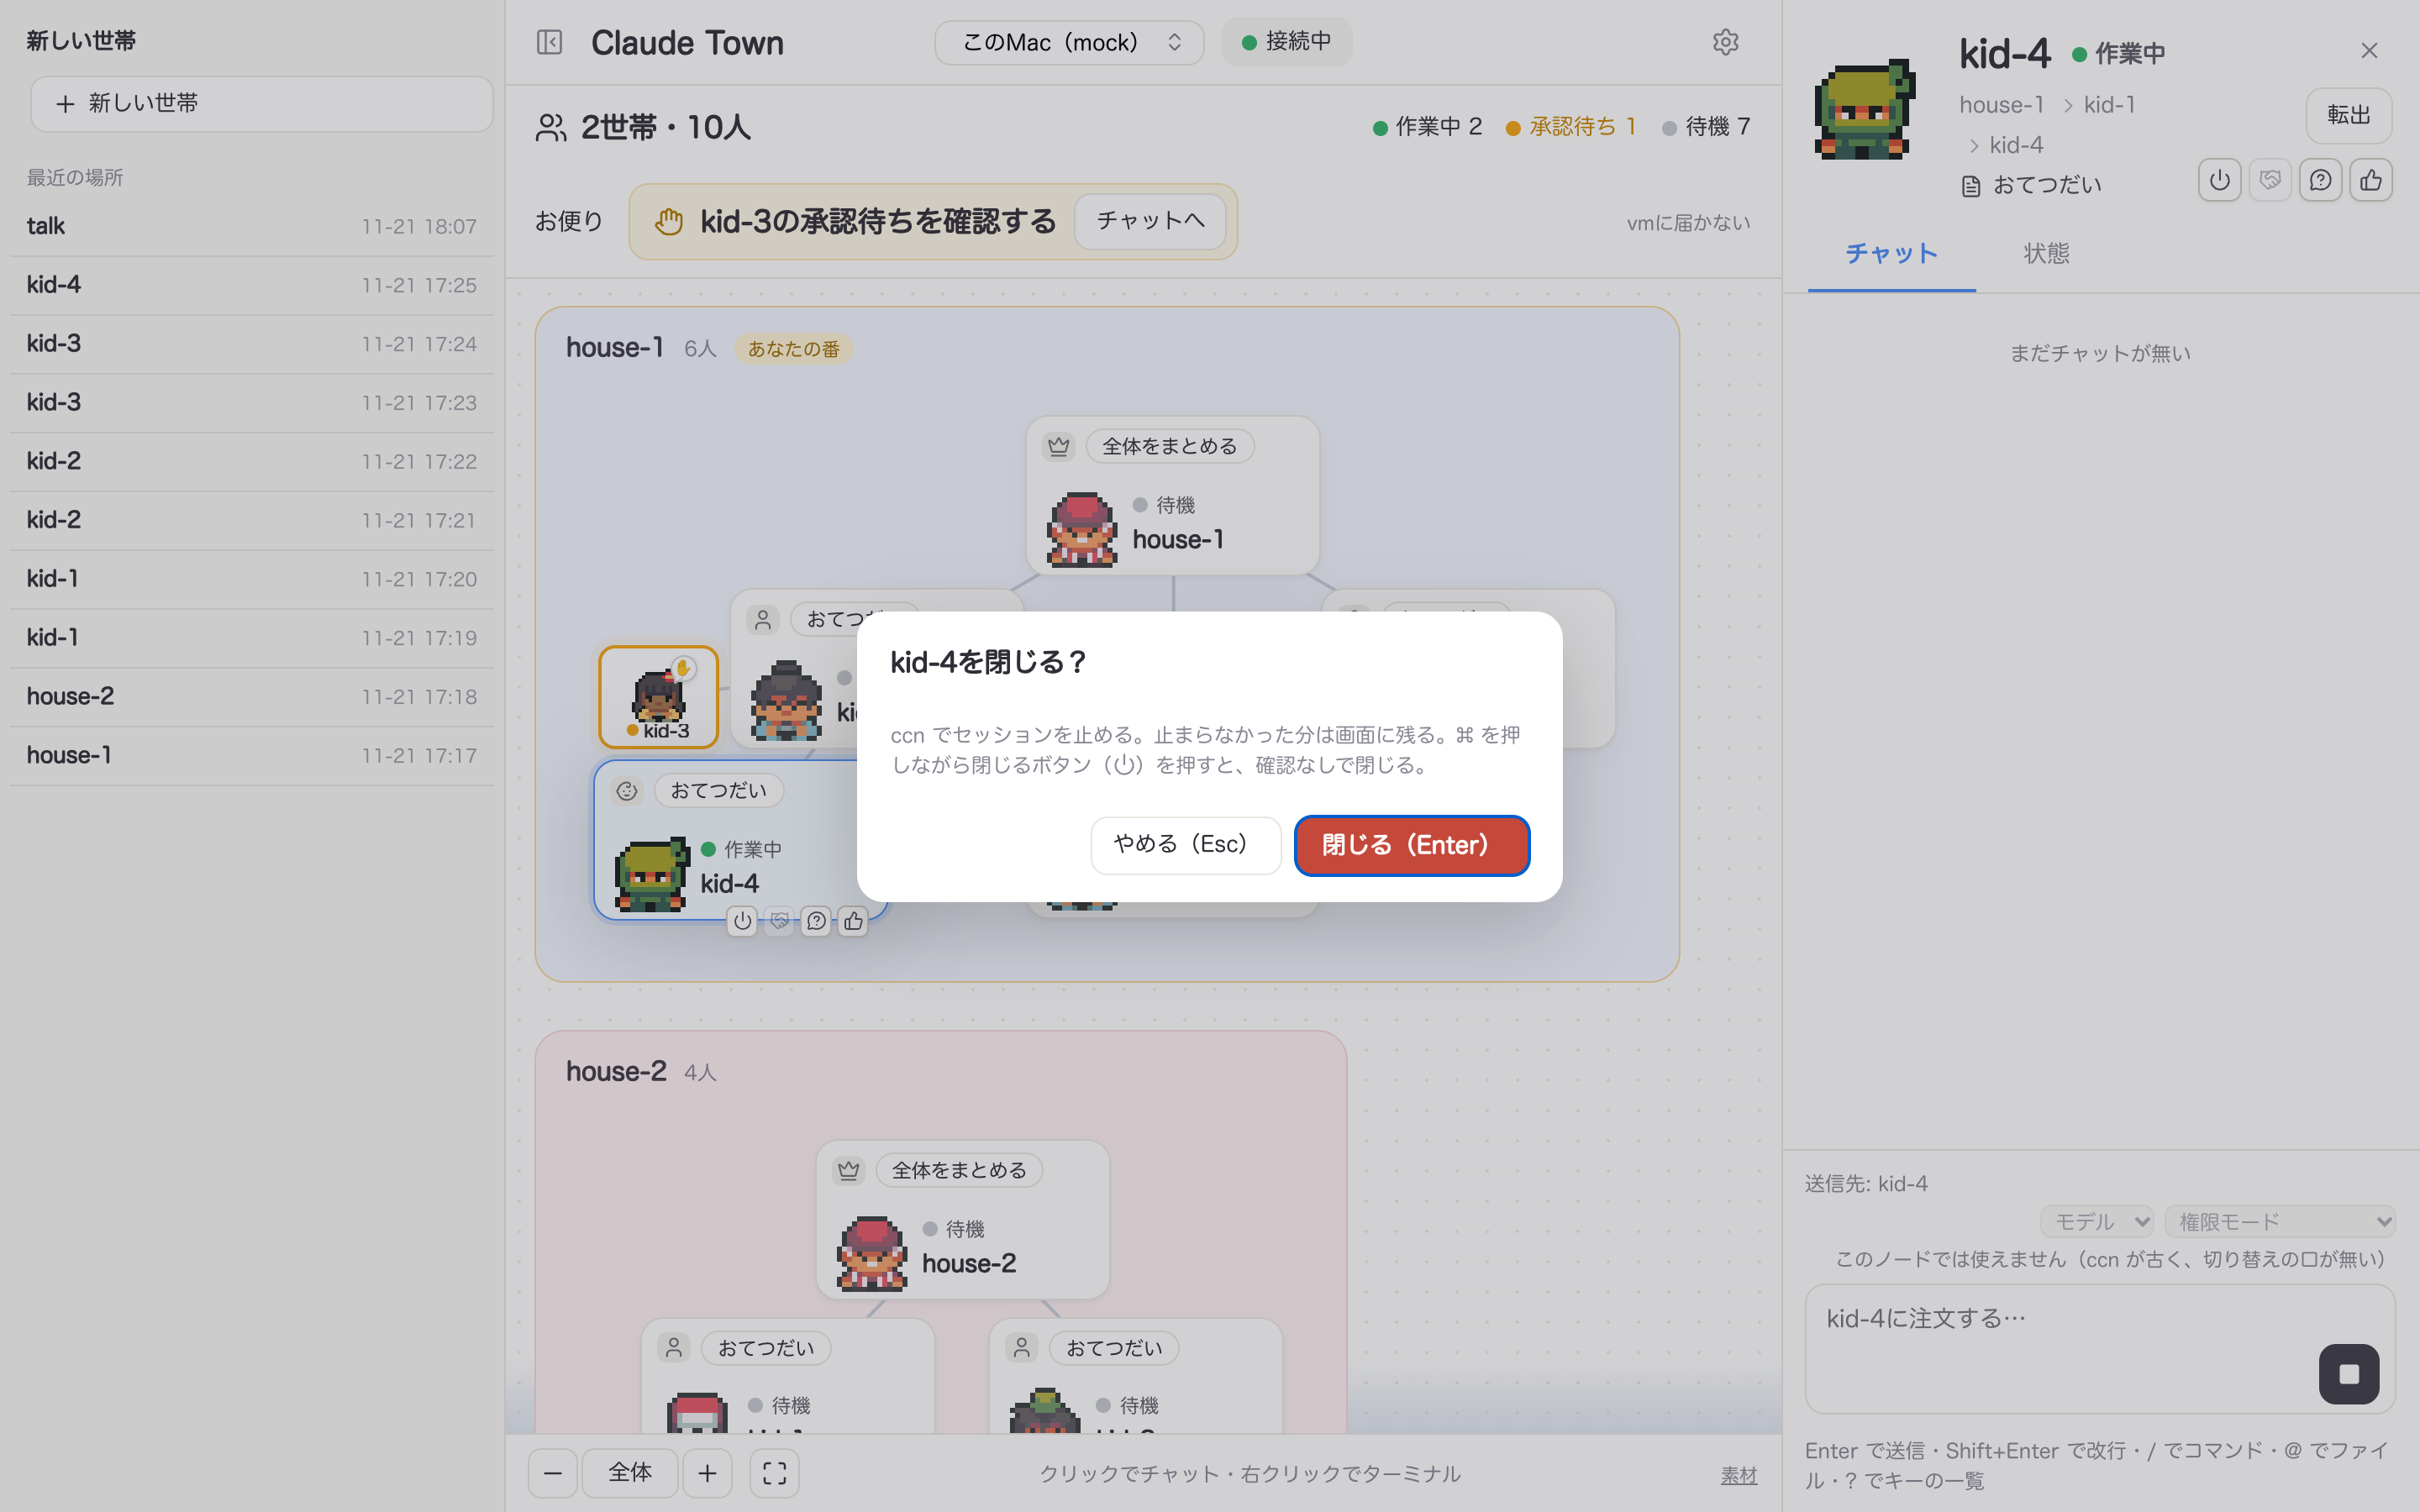 新しい世帯
新しい世帯
最近の場所
talk 11-21 18:07
kid-4 11-21 17:25
kid-3 11-21 17:24
kid-3 11-21 17:23
kid-2 11-21 17:22
kid-2 11-21 17:21
kid-1 11-21 17:20
kid-1 11-21 17:19
house-2 11-21 17:18
house-1 11-21 17:17
Claude Town
このMac（mock）
接続中
2世帯・10人
作業中 2 承認待ち 1 待機 7
お便り
kid-3の承認待ちを確認する
チャットへ
vmに届かない
house-1 6人 あなたの番
全体をまとめる
待機
house-1
kid-3
おてつだい
作業中
kid-4
kid-4を閉じる？
ccn でセッションを止める。止まらなかった分は画面に残る。⌘ を押
しながら閉じるボタン（⏻）を押すと、確認なしで閉じる。
やめる（Esc）
閉じる（Enter）
house-2 4人
全体をまとめる
待機
house-2
おてつだい
待機
おてつだい
待機
全体
クリックでチャット・右クリックでターミナル
素材
kid-4 作業中
house-1 > kid-1
> kid-4
おてつだい
転出
チャット 状態
まだチャットが無い
送信先: kid-4
モデル 権限モード
このノードでは使えません（ccn が古く、切り替えの口が無い）
kid-4に注文する…
Enter で送信・Shift+Enter で改行・/ でコマンド・@ でファイ
ル・? でキーの一覧